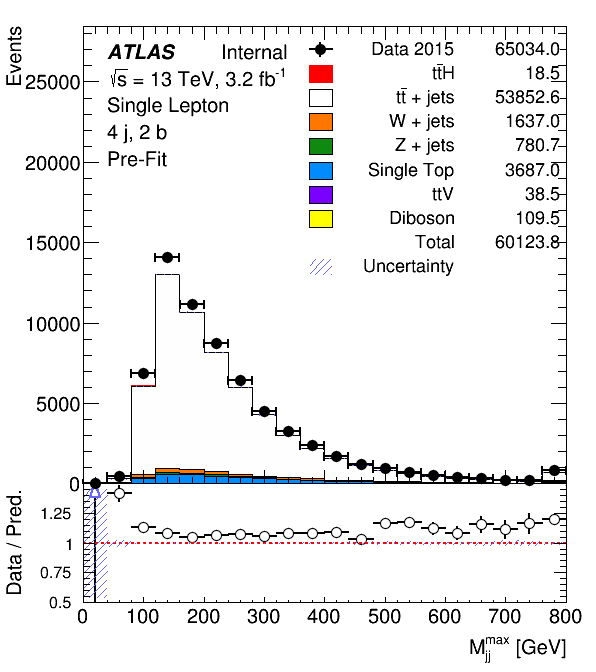 Events
25000
20000
15000
10000
5000
0
ATLAS Internal
√s = 13 TeV, 3.2 fb⁻¹
Single Lepton
4 j, 2 b
Pre-Fit
Data 2015 65034.0
tt̄H 18.5
tt̄ + jets 53852.6
W + jets 1637.0
Z + jets 780.7
Single Top 3687.0
ttV 38.5
Diboson 109.5
Total 60123.8
Uncertainty
Data / Pred.
1.25
1
0.75
0.5
0 100 200 300 400 500 600 700 800
M_jj^max [GeV]